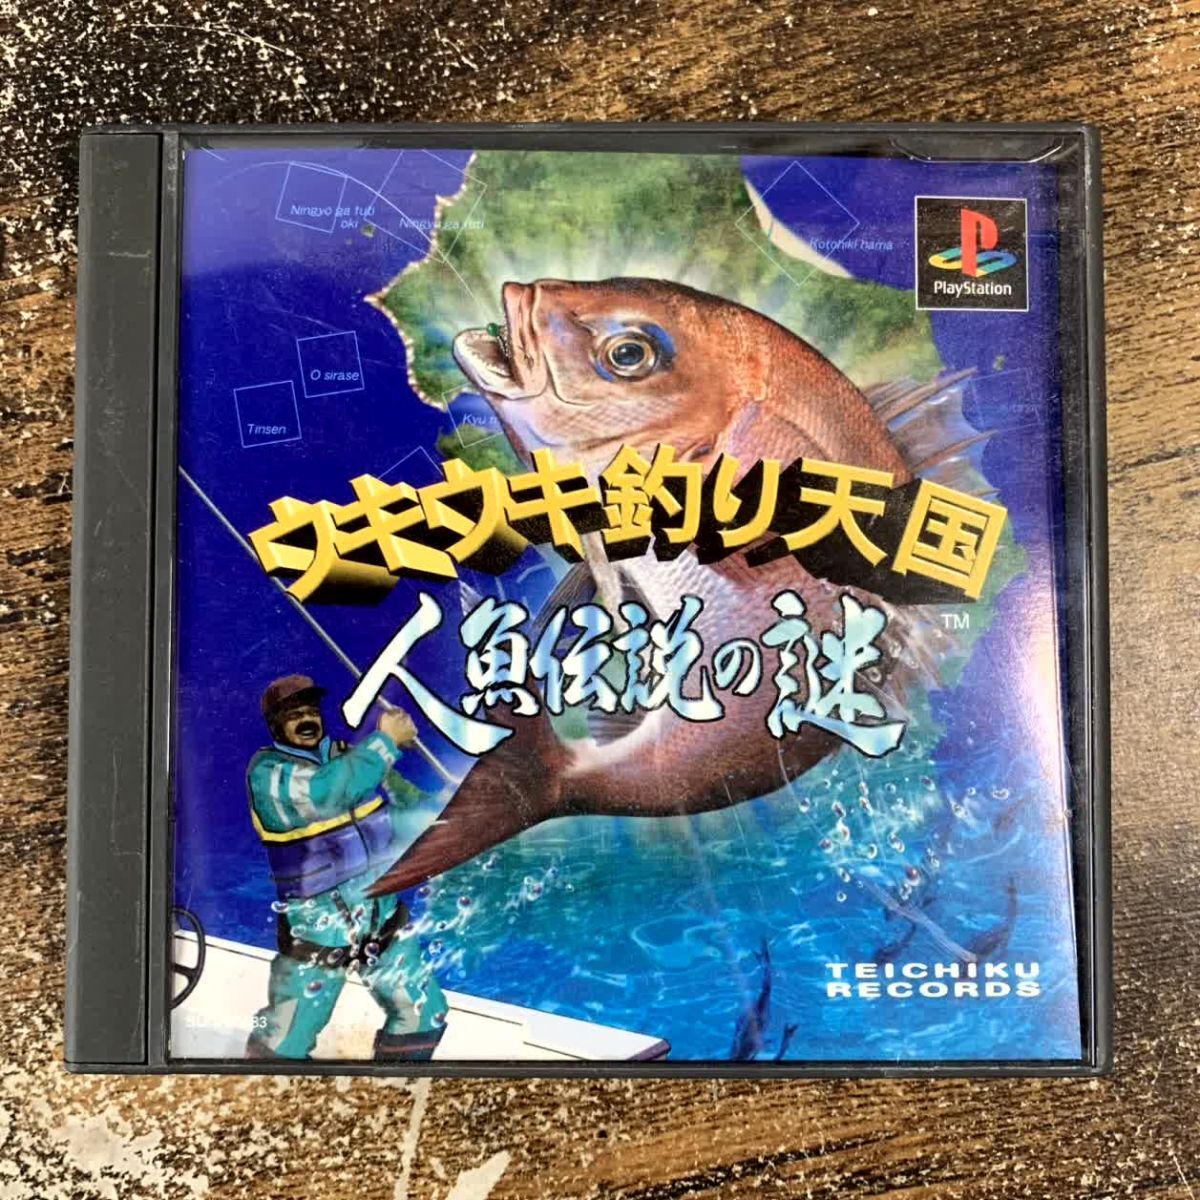 Ningyo ga futi
oki
Ningyo ga futi
Kotohiki hama
PlayStation
O sirase
Tinsen
Kyu
ウキウキ釣り天国
人魚伝説の謎
TM
TEICHIKU
RECORDS